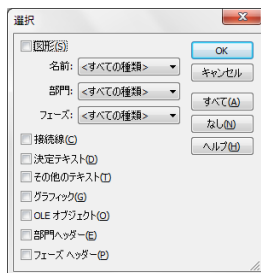 選択
図形(S)
名前: <すべての種類>
部門: <すべての種類>
フェーズ: <すべての種類>
接続線(C)
決定テキスト(D)
その他のテキスト(T)
グラフィック(G)
OLE オブジェクト(O)
部門ヘッダー(E)
フェーズ ヘッダー(P)
OK
キャンセル
すべて(A)
なし(N)
ヘルプ(H)